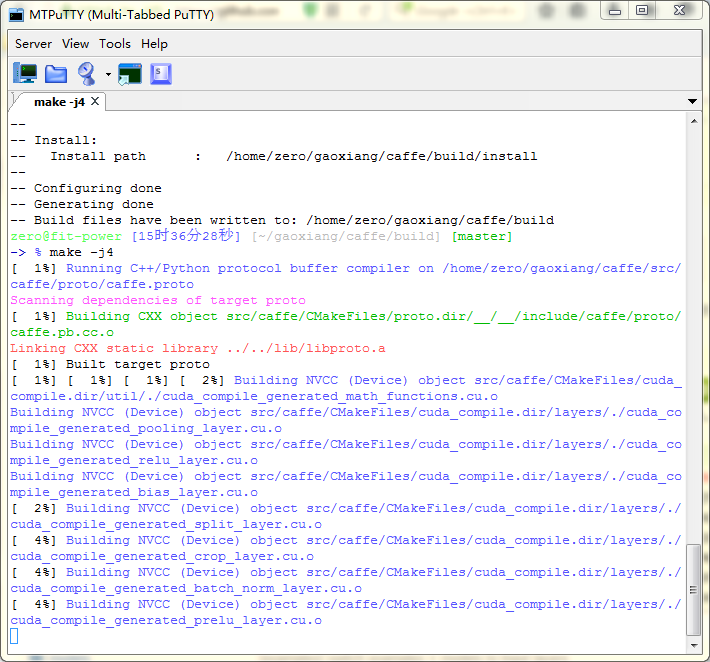 MTPuTTY (Multi-Tabbed PuTTY)
Server View Tools Help
make -j4 X
--
-- Install:
--   Install path      :   /home/zero/gaoxiang/caffe/build/install
--
-- Configuring done
-- Generating done
-- Build files have been written to: /home/zero/gaoxiang/caffe/build
zero@fit-power [15时36分28秒] [~/gaoxiang/caffe/build] [master]
-> % make -j4
[  1%] Running C++/Python protocol buffer compiler on /home/zero/gaoxiang/caffe/src/
caffe/proto/caffe.proto
Scanning dependencies of target proto
[  1%] Building CXX object src/caffe/CMakeFiles/proto.dir/__/__/include/caffe/proto/
caffe.pb.cc.o
Linking CXX static library ../../lib/libproto.a
[  1%] Built target proto
[  1%] [  1%] [  1%] [  2%] Building NVCC (Device) object src/caffe/CMakeFiles/cuda_
compile.dir/util/./cuda_compile_generated_math_functions.cu.o
Building NVCC (Device) object src/caffe/CMakeFiles/cuda_compile.dir/layers/./cuda_co
mpile_generated_pooling_layer.cu.o
Building NVCC (Device) object src/caffe/CMakeFiles/cuda_compile.dir/layers/./cuda_co
mpile_generated_relu_layer.cu.o
Building NVCC (Device) object src/caffe/CMakeFiles/cuda_compile.dir/layers/./cuda_co
mpile_generated_bias_layer.cu.o
[  2%] Building NVCC (Device) object src/caffe/CMakeFiles/cuda_compile.dir/layers/./
cuda_compile_generated_split_layer.cu.o
[  4%] Building NVCC (Device) object src/caffe/CMakeFiles/cuda_compile.dir/layers/./
cuda_compile_generated_crop_layer.cu.o
[  4%] Building NVCC (Device) object src/caffe/CMakeFiles/cuda_compile.dir/layers/./
cuda_compile_generated_batch_norm_layer.cu.o
[  4%] Building NVCC (Device) object src/caffe/CMakeFiles/cuda_compile.dir/layers/./
cuda_compile_generated_prelu_layer.cu.o